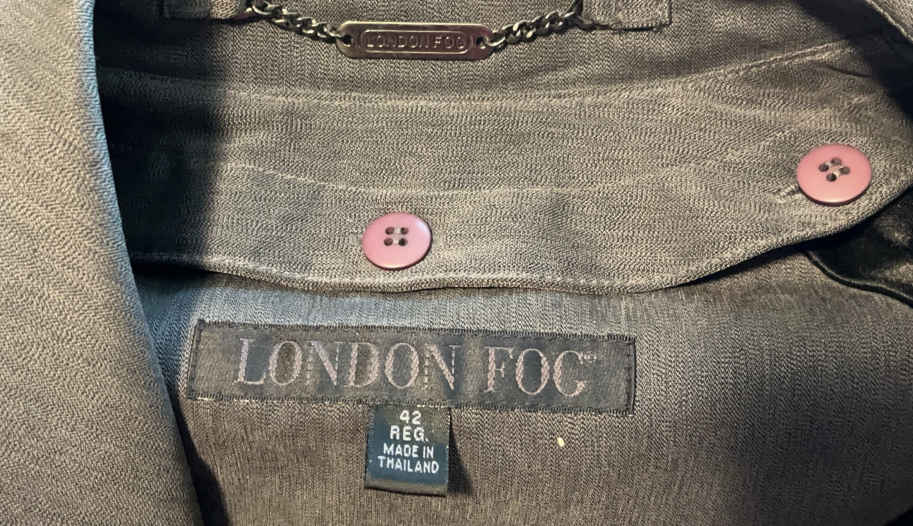 LONDON FOG
LONDON FOG
42
REG.
MADE IN
THAILAND